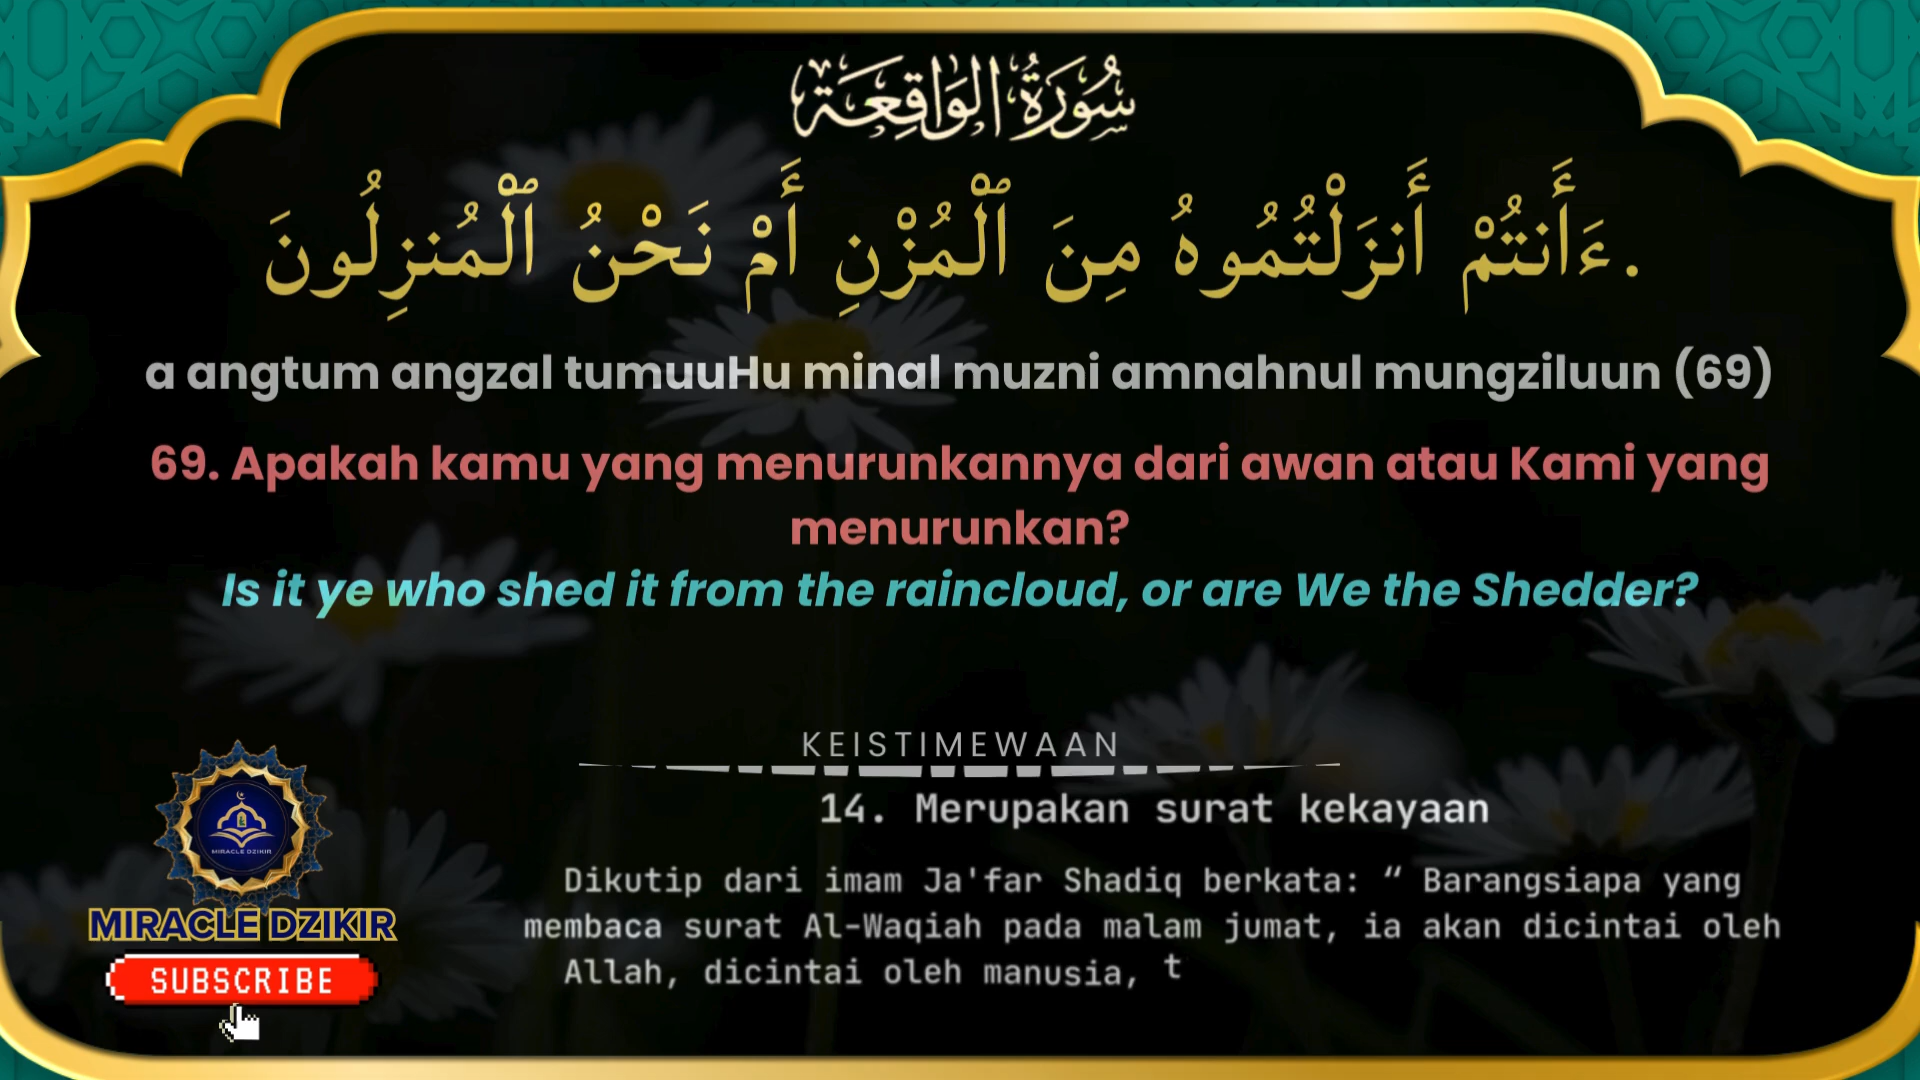 سُورَةُ الوَاقِعَة
ءَأَنتُمْ أَنزَلْتُمُوهُ مِنَ ٱلْمُزْنِ أَمْ نَحْنُ ٱلْمُنزِلُونَ.
a angtum angzal tumuuHu minal muzni amnahnul mungziluun (69)
69. Apakah kamu yang menurunkannya dari awan atau Kami yang
menurunkan?
Is it ye who shed it from the raincloud, or are We the Shedder?
KEISTIMEWAAN
14. Merupakan surat kekayaan
Dikutip dari imam Ja'far Shadiq berkata: “ Barangsiapa yang
membaca surat Al-Waqiah pada malam jumat, ia akan dicintai oleh
Allah, dicintai oleh manusia, t
MIRACLE DZIKIR
MIRACLE DZIKIR
SUBSCRIBE